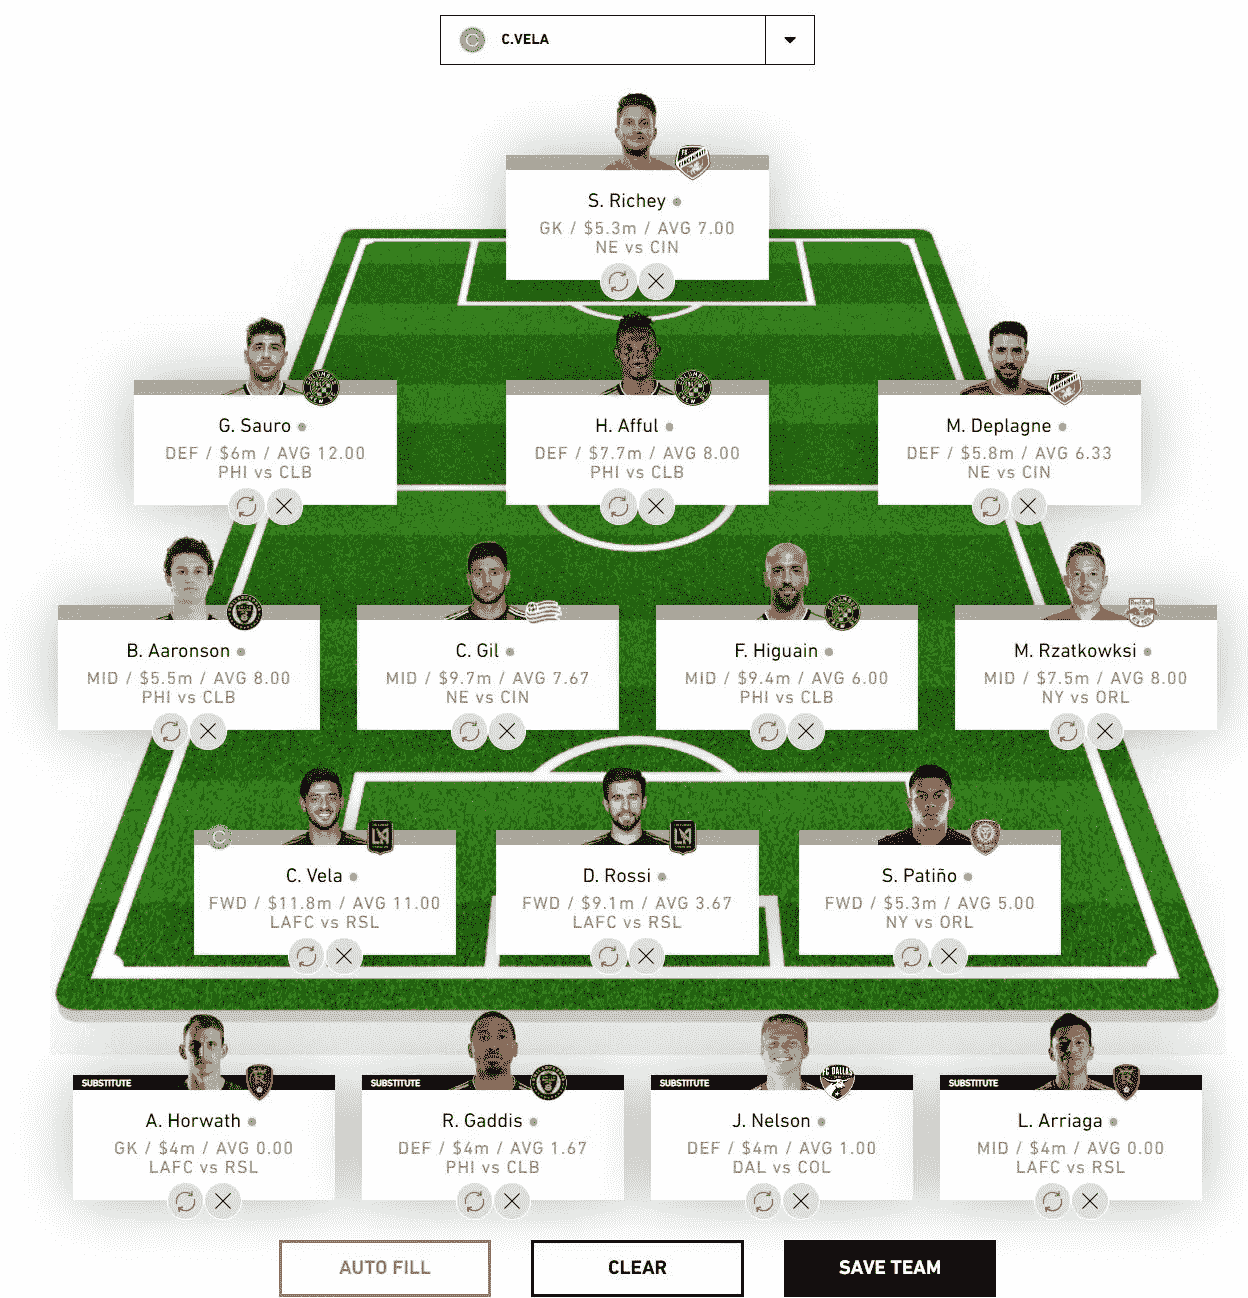 C.VELA
S. Richey
GK / $5.3m / AVG 7.00
NE vs CIN
G. Sauro
DEF / $6m / AVG 12.00
PHI vs CLB
H. Afful
DEF / $7.7m / AVG 8.00
PHI vs CLB
M. Deplagne
DEF / $5.8m / AVG 6.33
NE vs CIN
B. Aaronson
MID / $5.5m / AVG 8.00
PHI vs CLB
C. Gil
MID / $9.7m / AVG 7.67
NE vs CIN
F. Higuain
MID / $9.4m / AVG 6.00
PHI vs CLB
M. Rzatkowksi
MID / $7.5m / AVG 8.00
NY vs ORL
C
C. Vela
FWD / $11.8m / AVG 11.00
LAFC vs RSL
D. Rossi
FWD / $9.1m / AVG 3.67
LAFC vs RSL
S. Patiño
FWD / $5.3m / AVG 5.00
NY vs ORL
SUBSTITUTE
A. Horwath
GK / $4m / AVG 0.00
LAFC vs RSL
SUBSTITUTE
R. Gaddis
DEF / $4m / AVG 1.67
PHI vs CLB
SUBSTITUTE
FC DALLAS
J. Nelson
DEF / $4m / AVG 1.00
DAL vs COL
SUBSTITUTE
L. Arriaga
MID / $4m / AVG 0.00
LAFC vs RSL
AUTO FILL
CLEAR
SAVE TEAM